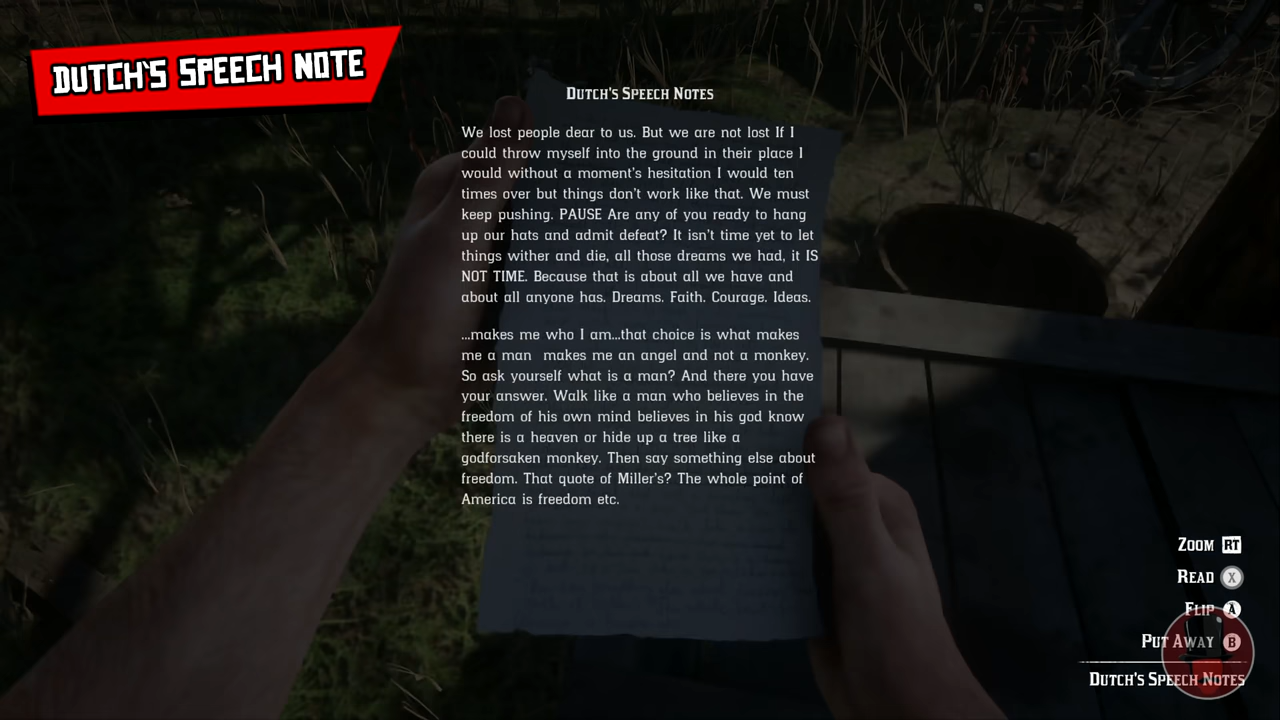 DUTCH'S SPEECH NOTE
DUTCH'S SPEECH NOTES
We lost people dear to us. But we are not lost If I
could throw myself into the ground in their place I
would without a moment's hesitation I would ten
times over but things don't work like that. We must
keep pushing. PAUSE Are any of you ready to hang
up our hats and admit defeat? It isn't time yet to let
things wither and die, all those dreams we had, it IS
NOT TIME. Because that is about all we have and
about all anyone has. Dreams. Faith. Courage. Ideas.
...makes me who I am...that choice is what makes
me a man  makes me an angel and not a monkey.
So ask yourself what is a man? And there you have
your answer. Walk like a man who believes in the
freedom of his own mind believes in his god know
there is a heaven or hide up a tree like a
godforsaken monkey. Then say something else about
freedom. That quote of Miller's? The whole point of
America is freedom etc.
ZOOM RT
READ X
FLIP A
PUT AWAY B
DUTCH'S SPEECH NOTES